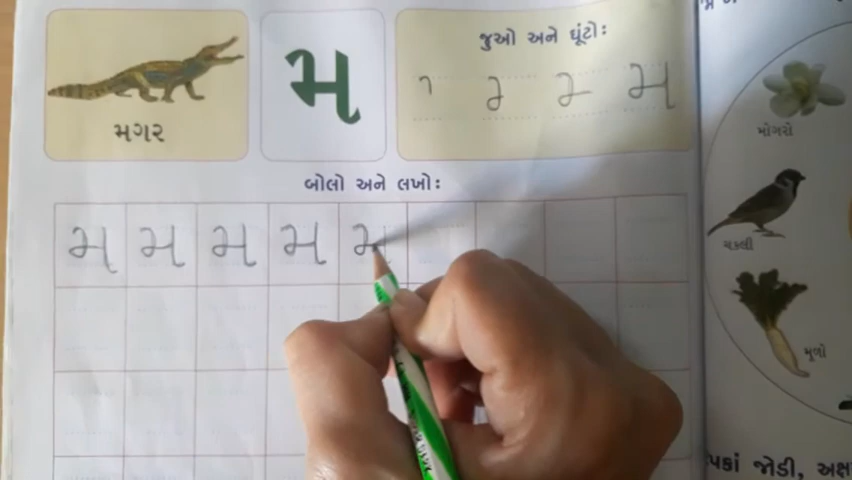 જુઓ અને ઘૂંટો:
મ
મ
મગર
બોલો અને લખો:
મ મ મ મ મ
મોગરો
ચકલી
મૂળો
જોડી,